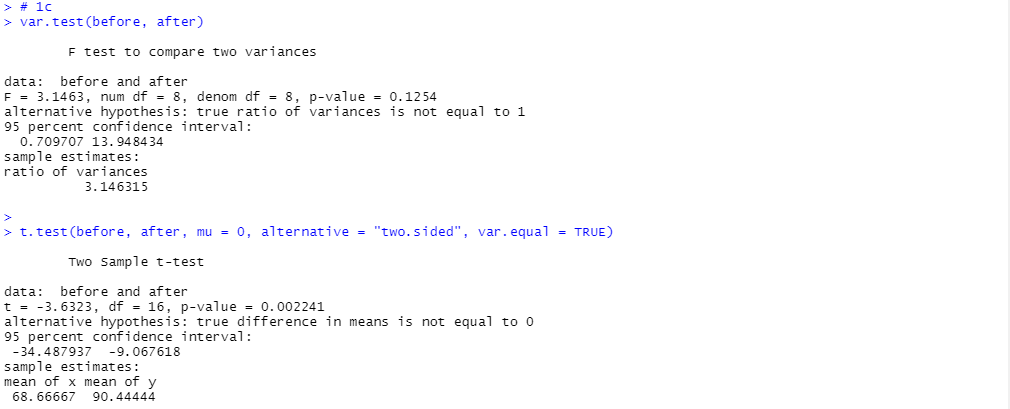 > # 1c
> var.test(before, after)
F test to compare two variances
data:  before and after
F = 3.1463, num df = 8, denom df = 8, p-value = 0.1254
alternative hypothesis: true ratio of variances is not equal to 1
95 percent confidence interval:
0.709707 13.948434
sample estimates:
ratio of variances
3.146315
>
> t.test(before, after, mu = 0, alternative = "two.sided", var.equal = TRUE)
Two Sample t-test
data:  before and after
t = -3.6323, df = 16, p-value = 0.002241
alternative hypothesis: true difference in means is not equal to 0
95 percent confidence interval:
-34.487937  -9.067618
sample estimates:
mean of x mean of y
68.66667  90.44444